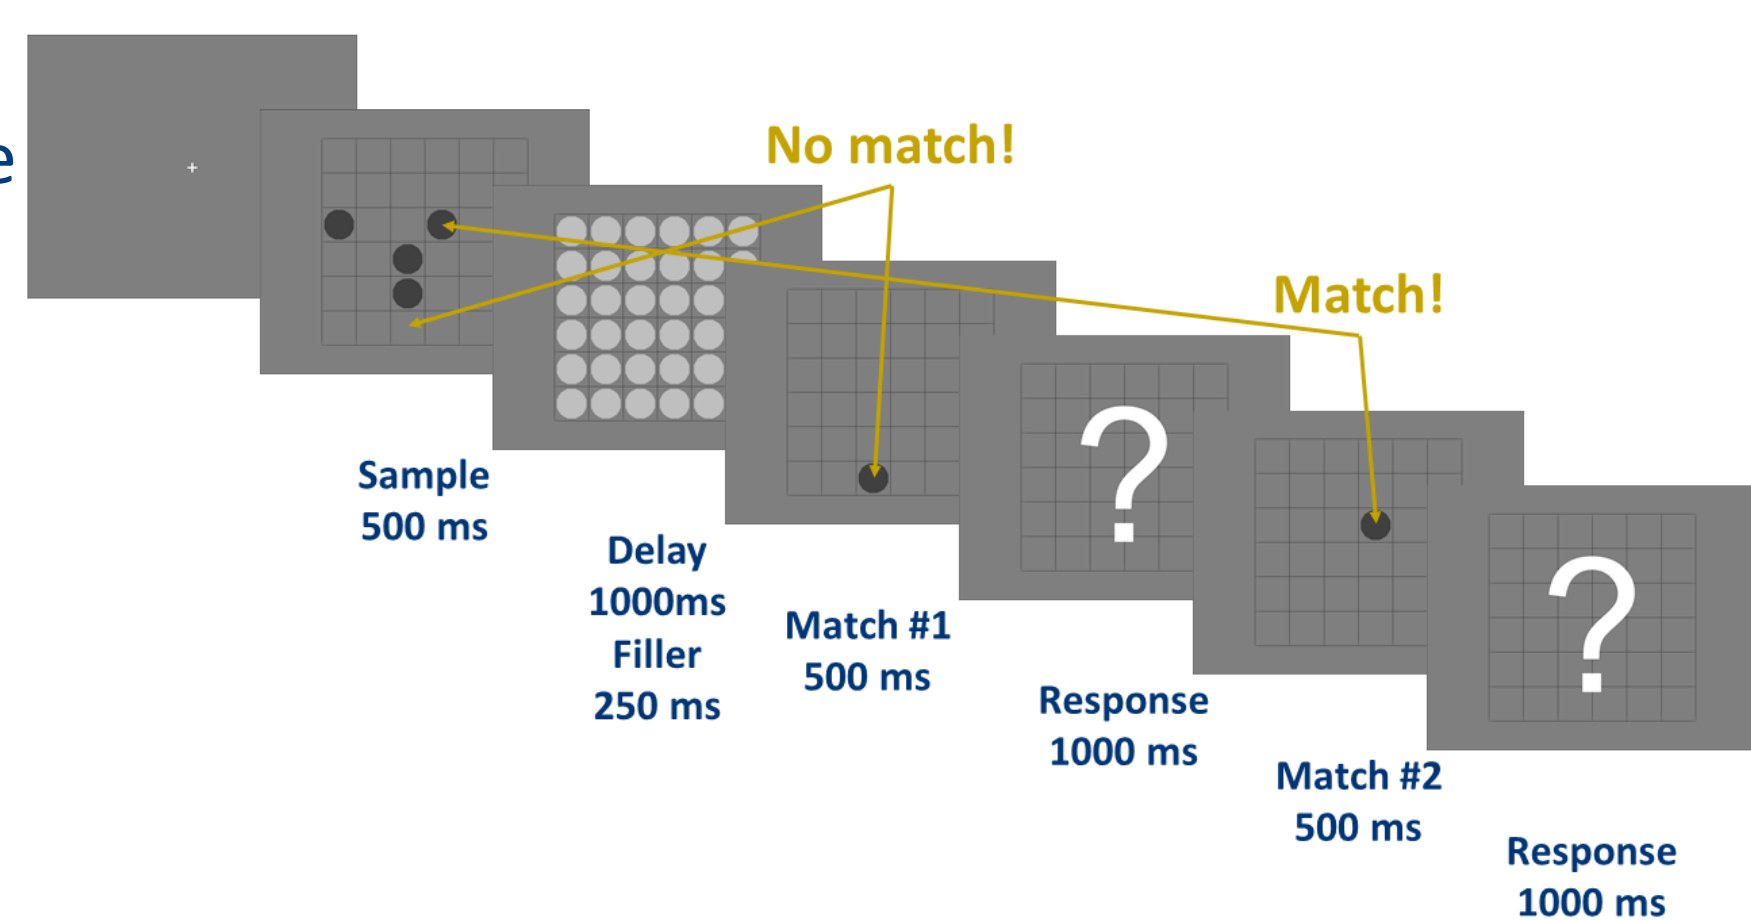 e
No match!
Match!
Sample
500 ms
Delay
1000ms
Filler
250 ms
Match #1
500 ms
?
Response
1000 ms
Match #2
500 ms
?
Response
1000 ms